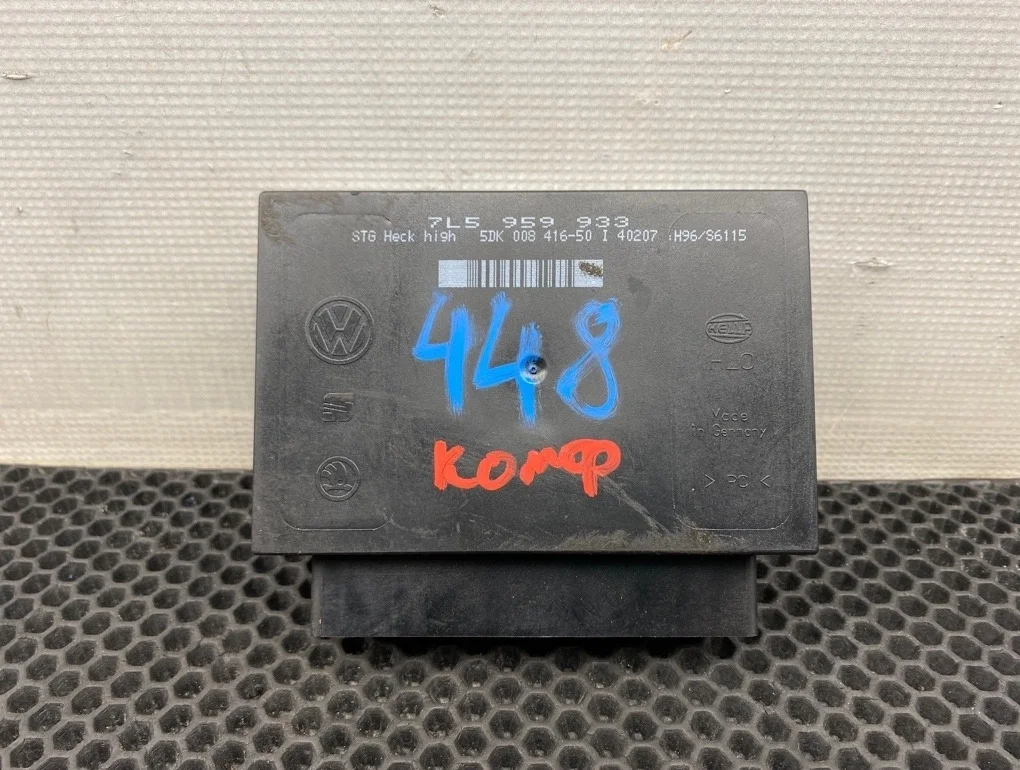 7L5 959 933
STG Heck high 5DK 008 416-50 I 40207 H96/S6115
448
комф
HELLA
Made
in Germany
> PC <